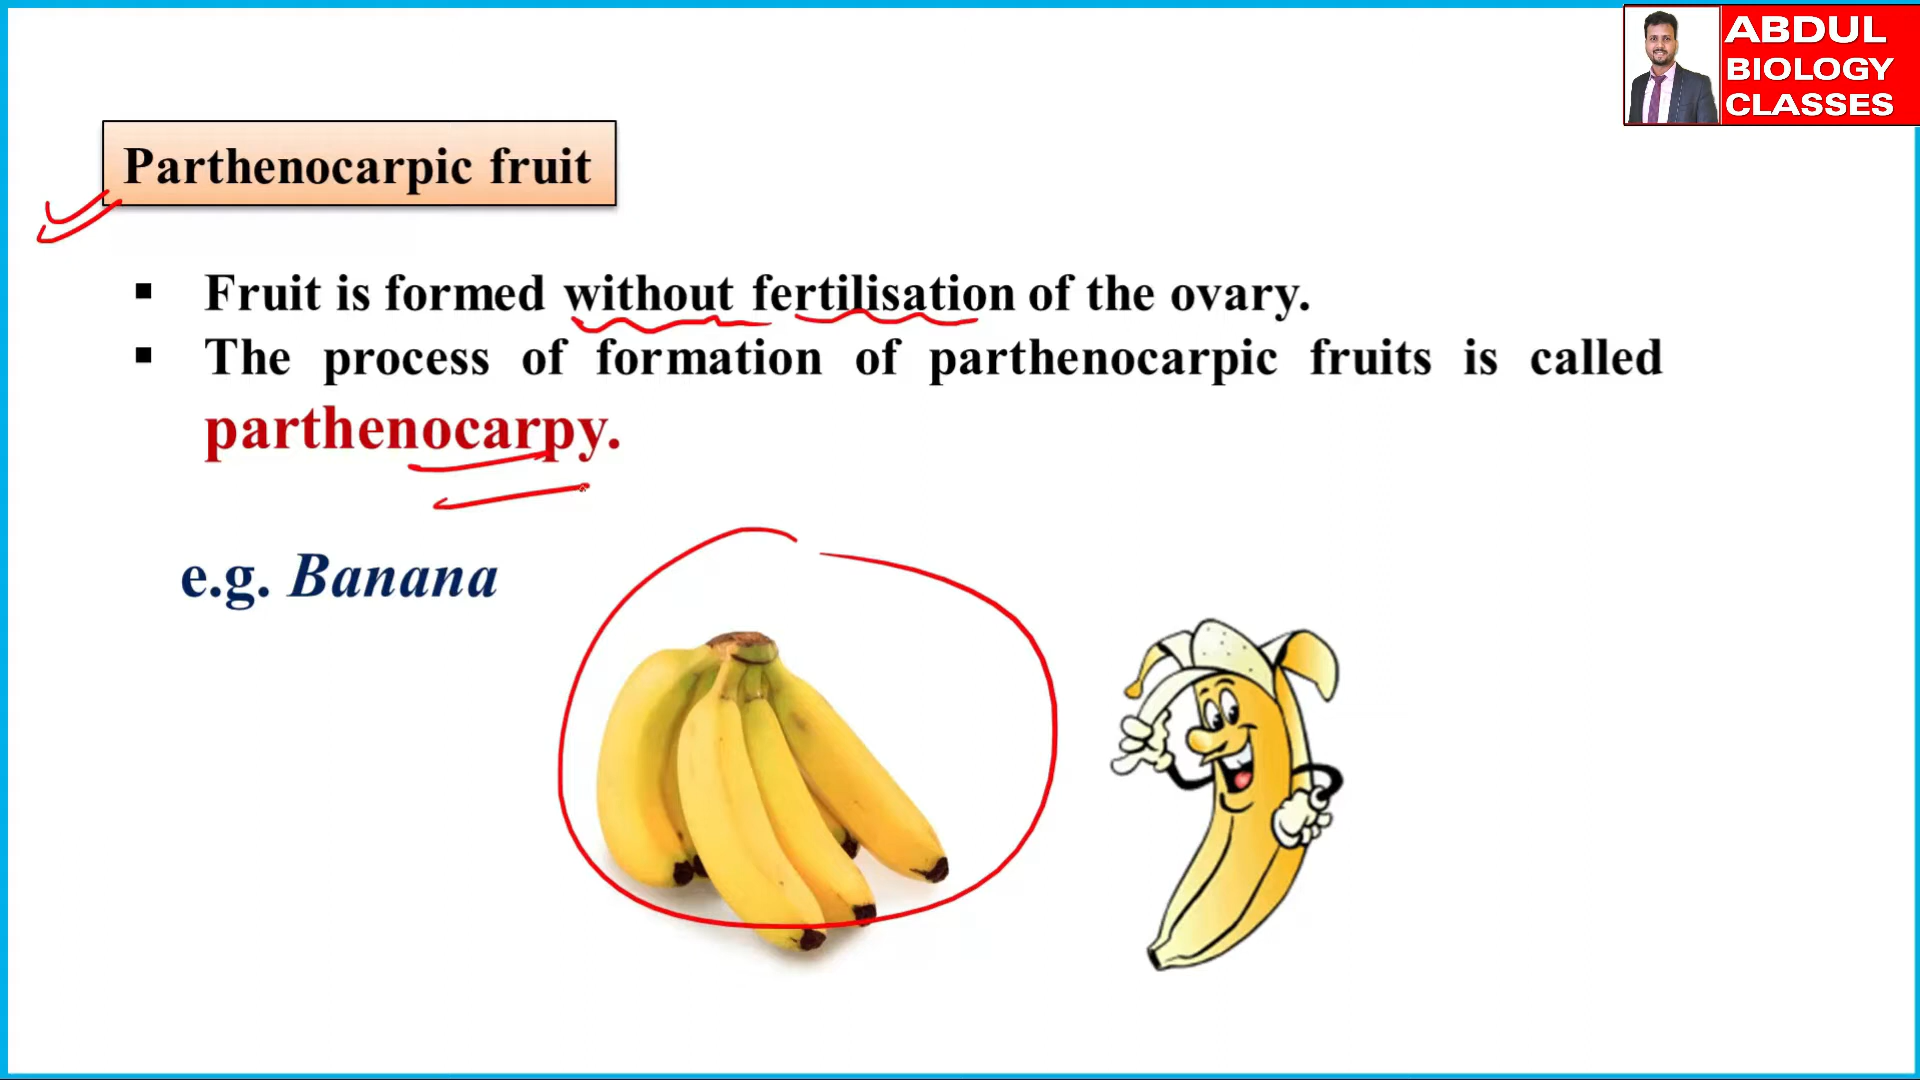 ABDUL
BIOLOGY
CLASSES
Parthenocarpic fruit
▪ Fruit is formed without fertilisation of the ovary.
▪ The process of formation of parthenocarpic fruits is called
parthenocarpy.
e.g. Banana